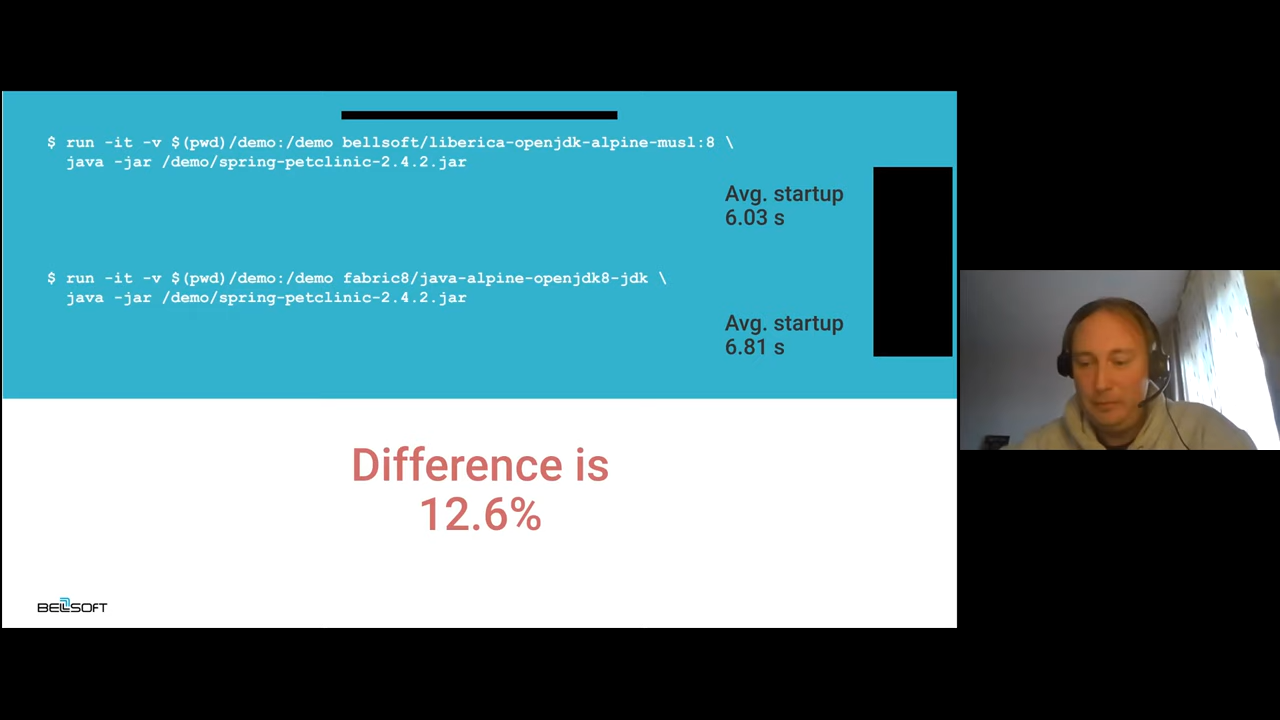 $ run -it -v $(pwd)/demo:/demo bellsoft/liberica-openjdk-alpine-musl:8 \
java -jar /demo/spring-petclinic-2.4.2.jar
Avg. startup
6.03 s
$ run -it -v $(pwd)/demo:/demo fabric8/java-alpine-openjdk8-jdk \
java -jar /demo/spring-petclinic-2.4.2.jar
Avg. startup
6.81 s
Difference is
12.6%
BELLSOFT